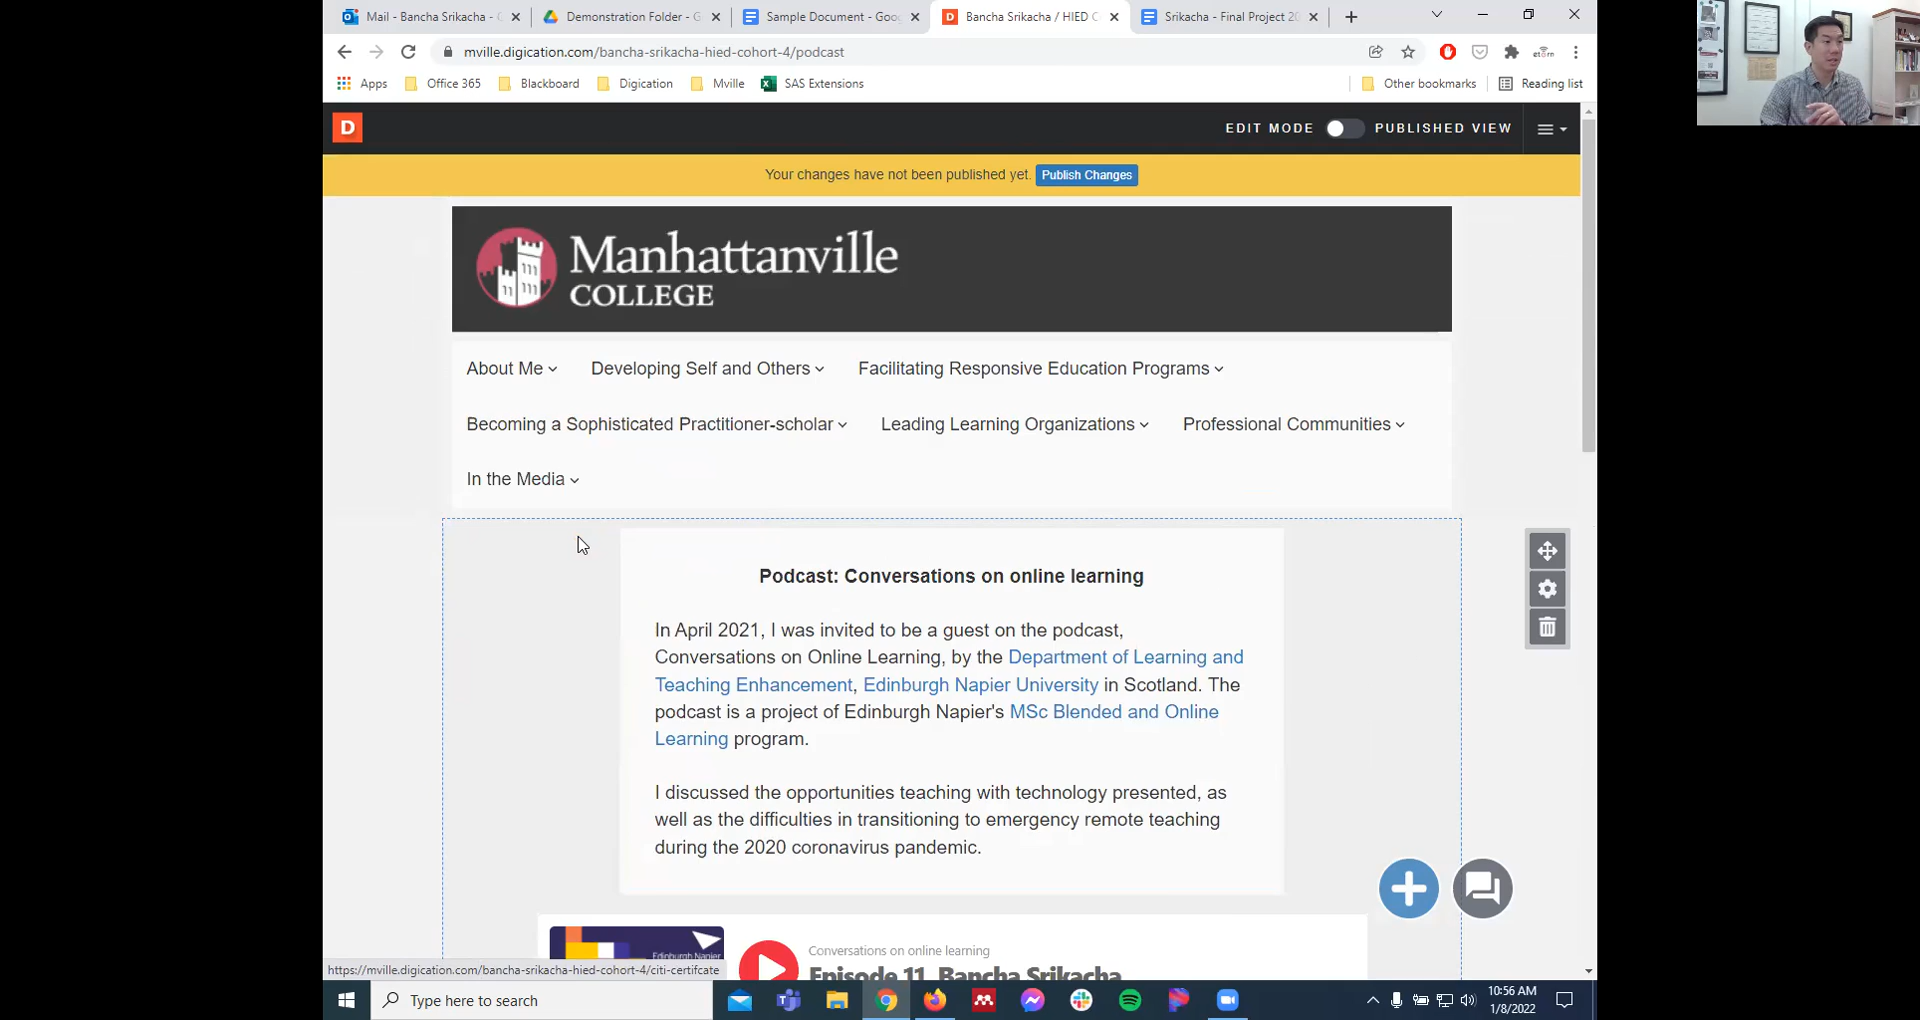 Mail - Bancha Srikacha - O
Demonstration Folder - G
Sample Document - Goog
Bancha Srikacha / HIED C
Srikacha - Final Project 20
mville.digication.com/bancha-srikacha-hied-cohort-4/podcast
Apps
Office 365
Blackboard
Digication
Mville
SAS Extensions
Other bookmarks
Reading list
D
EDIT MODE
PUBLISHED VIEW
Your changes have not been published yet.
Publish Changes
Manhattanville
COLLEGE
About Me
Developing Self and Others
Facilitating Responsive Education Programs
Becoming a Sophisticated Practitioner-scholar
Leading Learning Organizations
Professional Communities
In the Media
Podcast: Conversations on online learning
In April 2021, I was invited to be a guest on the podcast,
Conversations on Online Learning, by the Department of Learning and
Teaching Enhancement, Edinburgh Napier University in Scotland. The
podcast is a project of Edinburgh Napier's MSc Blended and Online
Learning program.
I discussed the opportunities teaching with technology presented, as
well as the difficulties in transitioning to emergency remote teaching
during the 2020 coronavirus pandemic.
Edinburgh Napier
Conversations on online learning
Episode 11. Bancha Srikacha
https://mville.digication.com/bancha-srikacha-hied-cohort-4/citi-certifcate
Type here to search
10:56 AM
1/8/2022